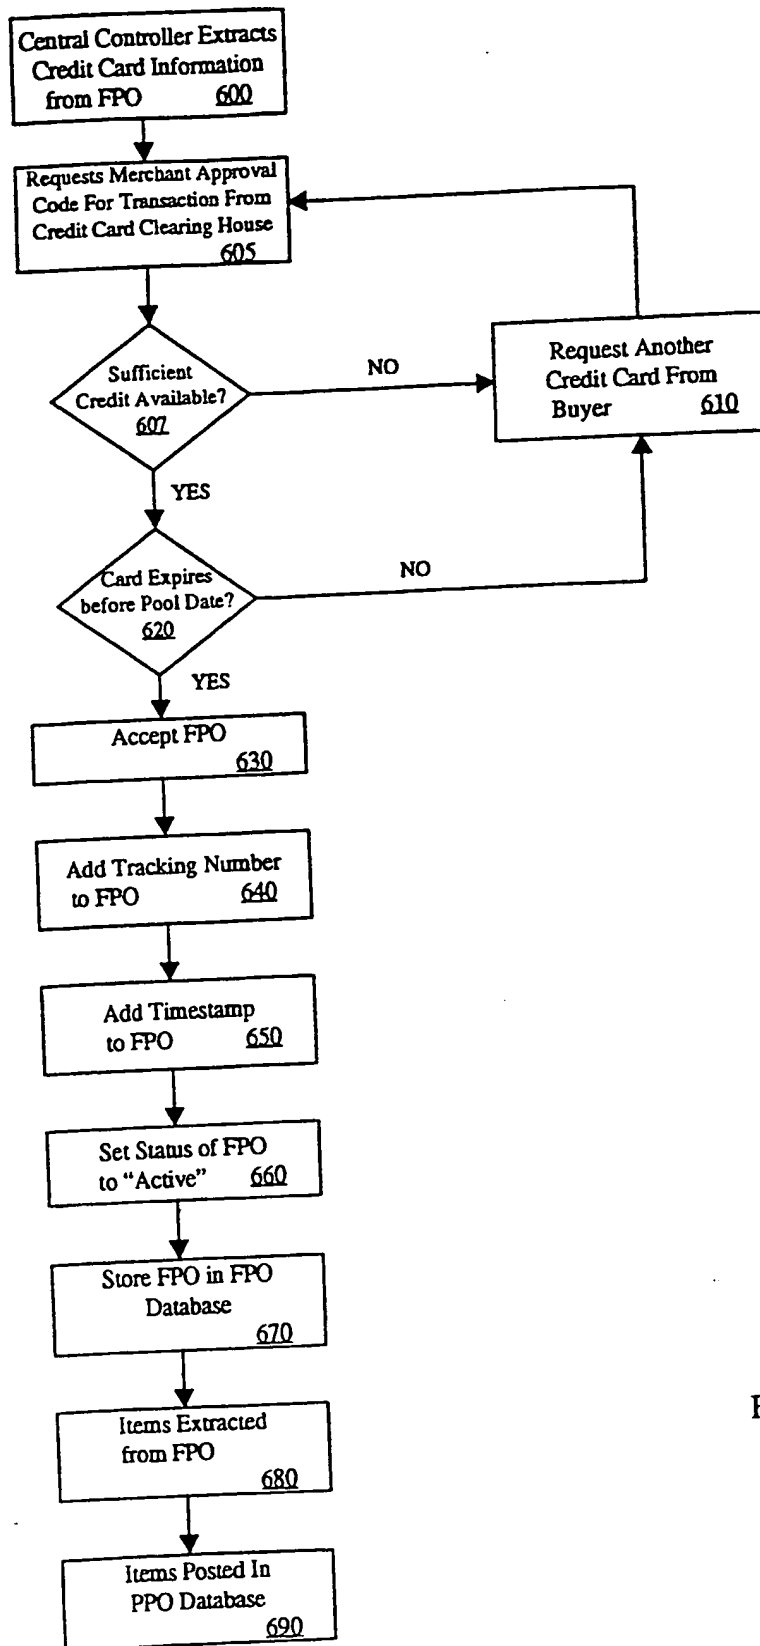 Central Controller Extracts
Credit Card Information
from FPO 600
Requests Merchant Approval
Code For Transaction From
Credit Card Clearing House
605
Sufficient
Credit Available?
607
NO
Request Another
Credit Card From
Buyer 610
YES
Card Expires
before Pool Date?
620
NO
YES
Accept FPO
630
Add Tracking Number
to FPO 640
Add Timestamp
to FPO 650
Set Status of FPO
to “Active” 660
Store FPO in FPO
Database
670
Items Extracted
from FPO
680
Items Posted In
PPO Database
690